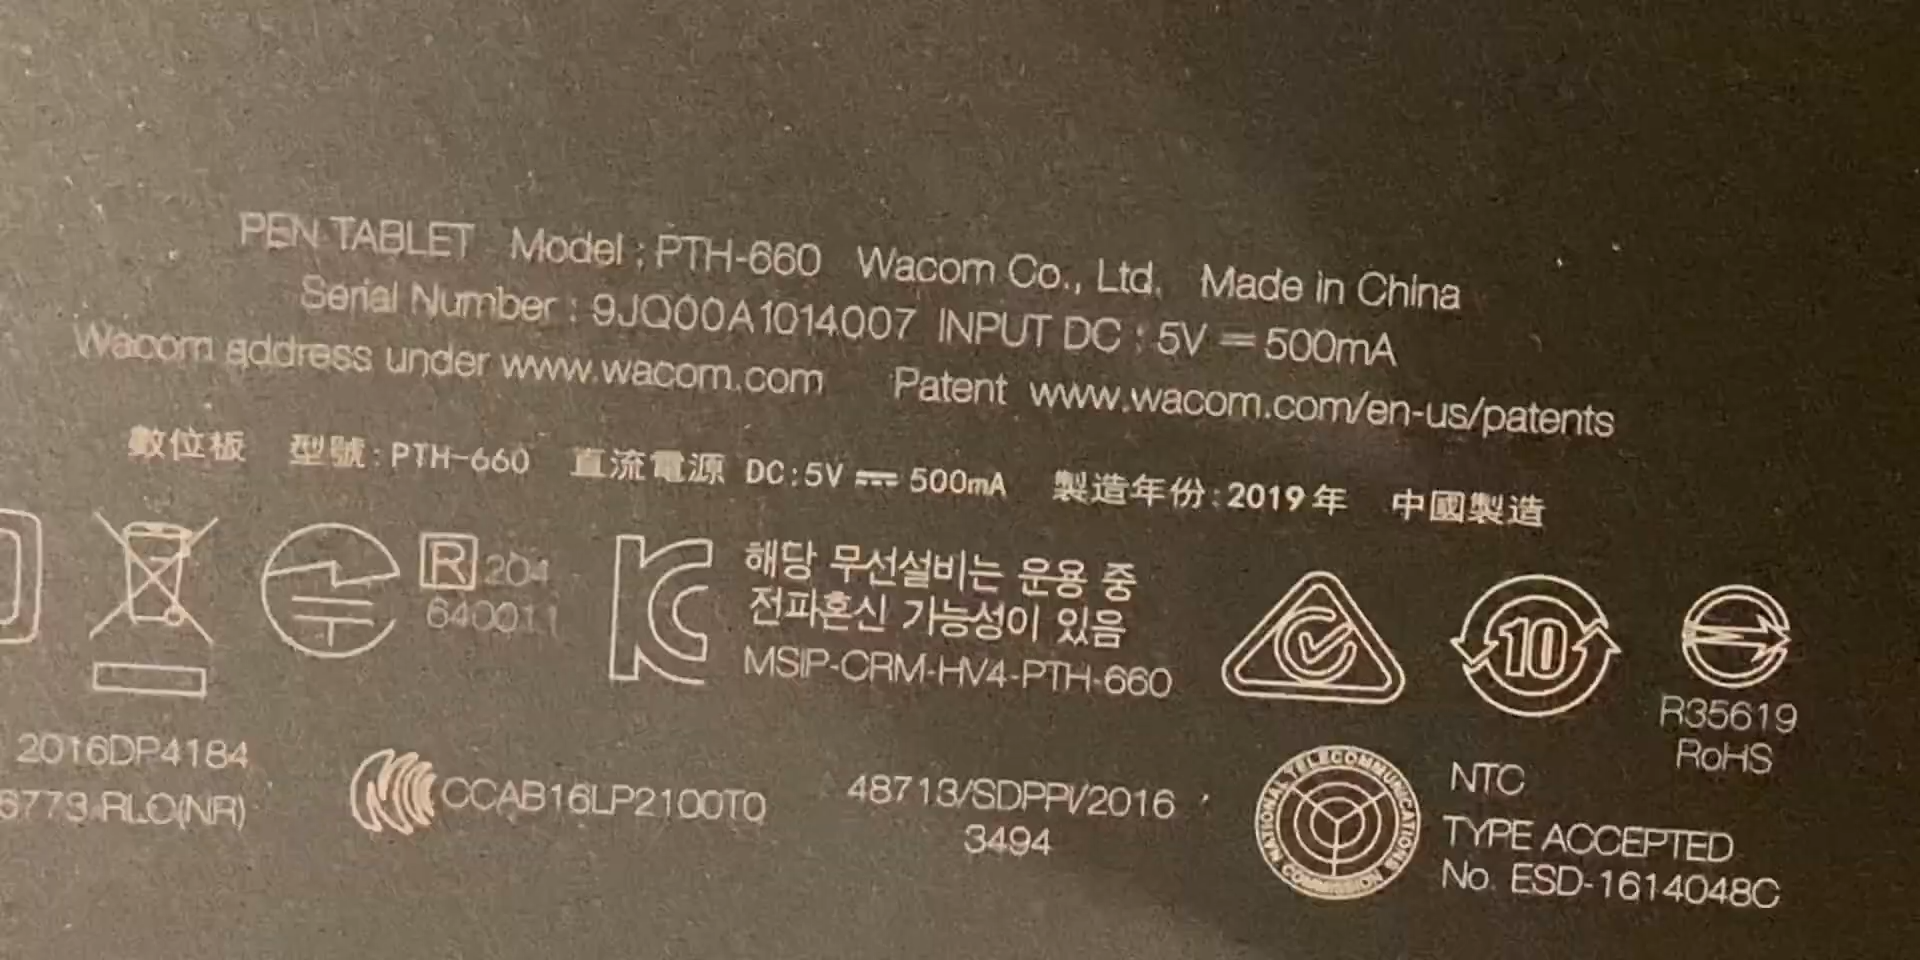 PEN TABLET Model : PTH-660 Wacom Co., Ltd. Made in China
Serial Number : 9JQ00A1014007 INPUT DC : 5V ⎓ 500mA
Wacom address under www.wacom.com Patent www.wacom.com/en-us/patents
數位板 型號:PTH-660 直流電源 DC:5V ⎓ 500mA 製造年份:2019年 中國製造
R 204
640011
해당 무선설비는 운용 중
전파혼신 가능성이 있음
MSIP-CRM-HV4-PTH-660
10
R35619
RoHS
2016DP4184
6773 RLO(NR)
CCAB16LP2100T0
48713/SDPPI/2016
3494
NATIONAL TELECOMMUNICATIONS COMMISSION
NTC
TYPE ACCEPTED
No. ESD-1614048C